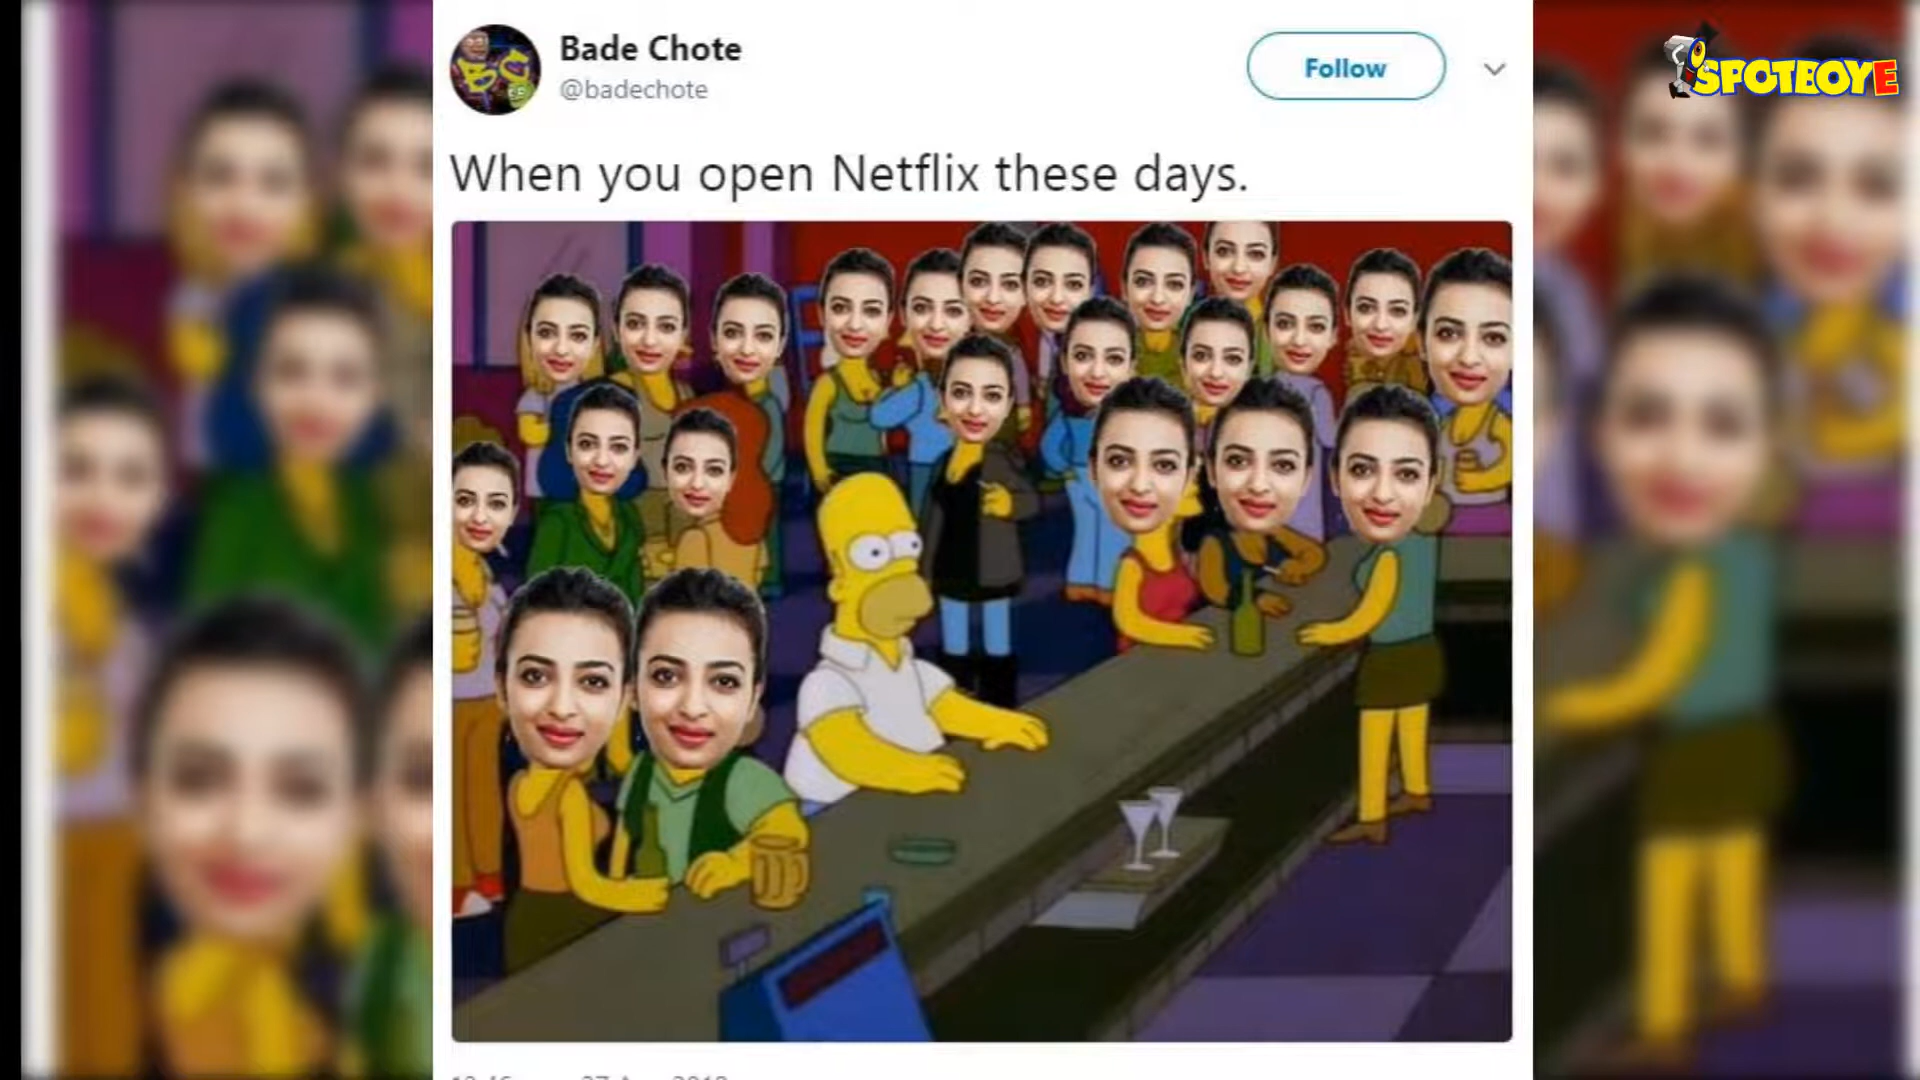 Bade Chote
@badechote
Follow
SPOTBOYE
When you open Netflix these days.